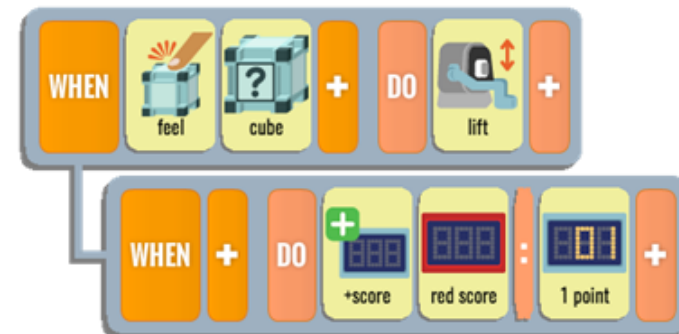 WHEN + DO +
feel cube lift
WHEN + DO : +
+score red score 1 point